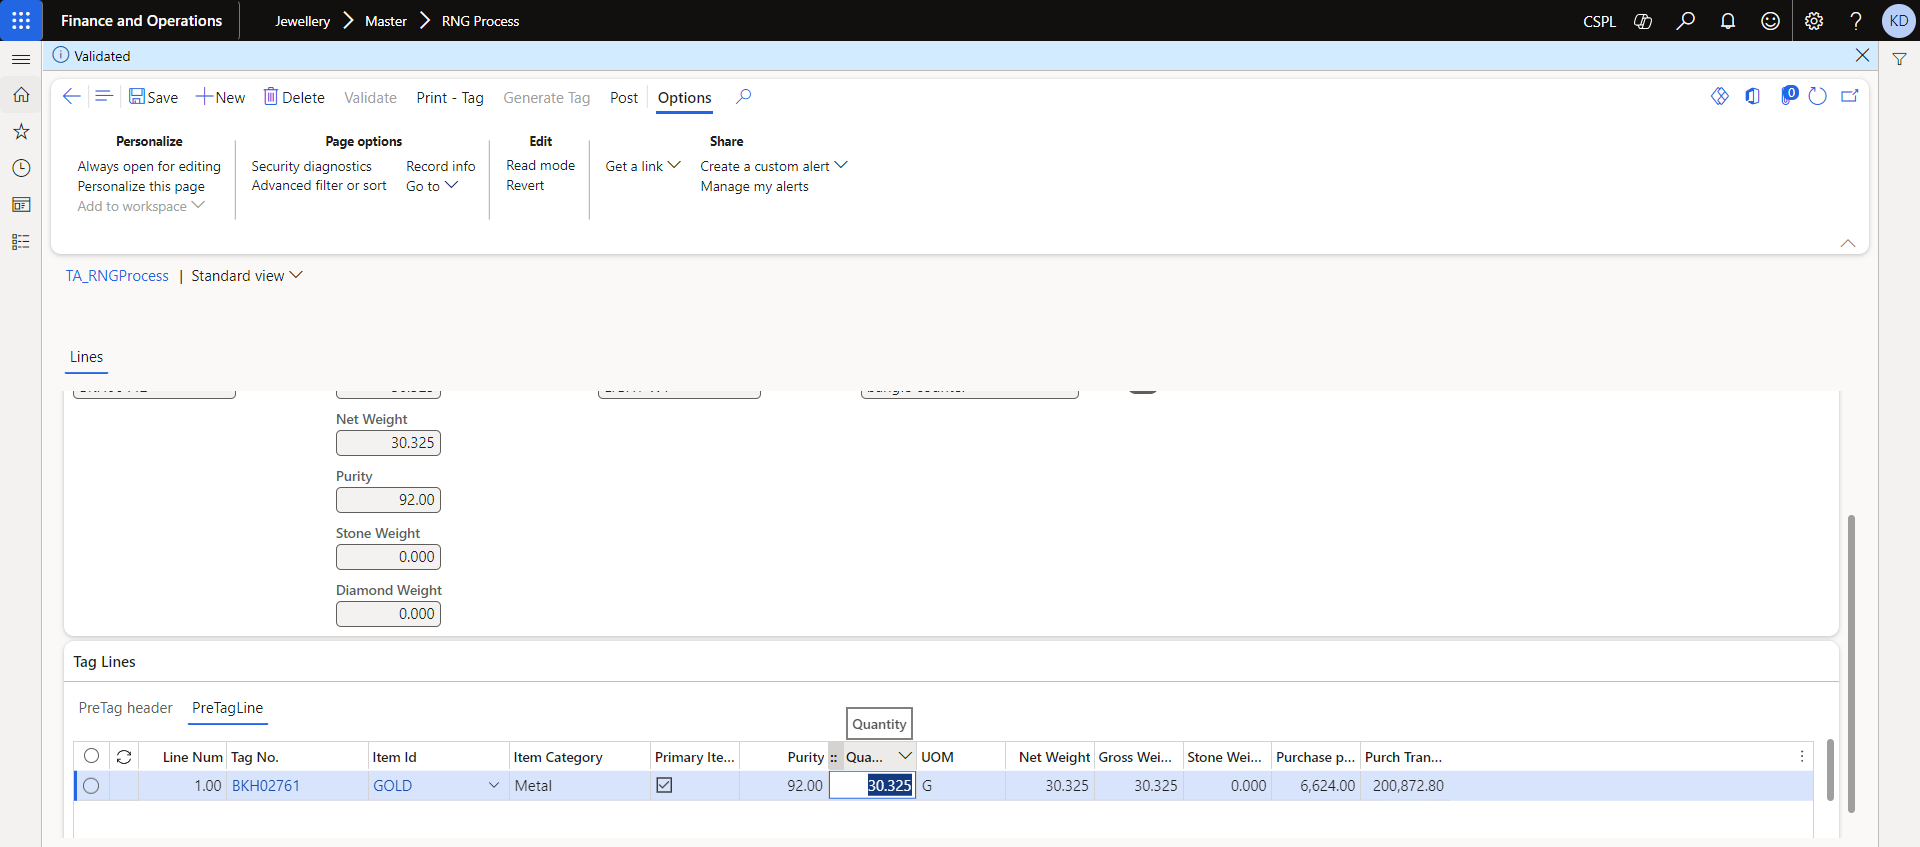 Finance and Operations
Jewellery > Master > RNG Process
CSPL
KD
Validated
Save
New
Delete
Validate
Print - Tag
Generate Tag
Post
Options
0
Personalize
Always open for editing
Personalize this page
Add to workspace
Page options
Security diagnostics
Advanced filter or sort
Record info
Go to
Edit
Read mode
Revert
Share
Get a link
Create a custom alert
Manage my alerts
TA_RNGProcess | Standard view
Lines
Net Weight
30.325
Purity
92.00
Stone Weight
0.000
Diamond Weight
0.000
Tag Lines
PreTag header
PreTagLine
Quantity
Line Num Tag No. Item Id Item Category Primary Ite... Purity Qua... UOM Net Weight Gross Wei... Stone Wei... Purchase p... Purch Tran...
1.00 BKH02761 GOLD Metal 92.00 30.325 G 30.325 30.325 0.000 6,624.00 200,872.80